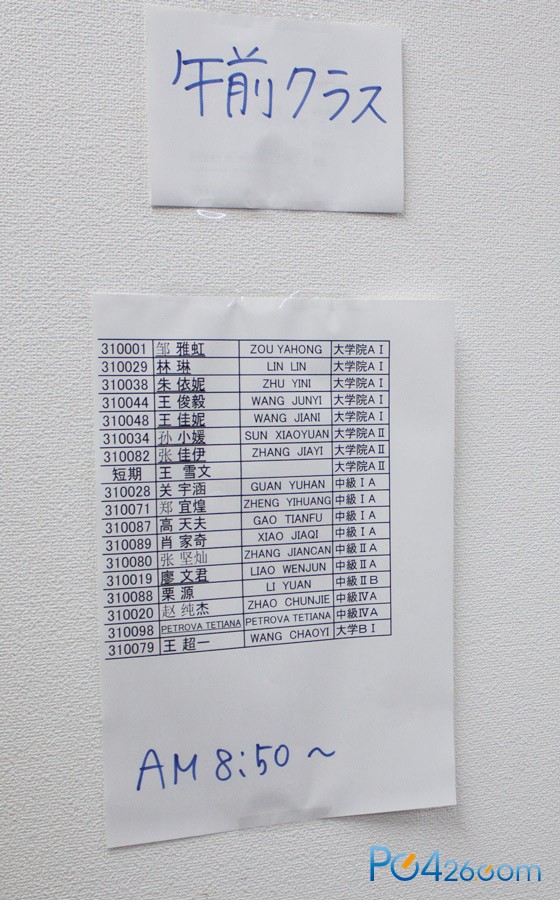 午前クラス
310001 邹 雅虹 ZOU YAHONG 大学院AⅠ
310029 林 琳 LIN LIN 大学院AⅠ
310038 朱 依妮 ZHU YINI 大学院AⅠ
310044 王 俊毅 WANG JUNYI 大学院AⅠ
310048 王 佳妮 WANG JIANI 大学院AⅠ
310034 孙 小媛 SUN XIAOYUAN 大学院AⅡ
310082 张 佳伊 ZHANG JIAYI 大学院AⅡ
短期 王 雪文 大学院AⅡ
310028 关 宇涵 GUAN YUHAN 中級ⅠA
310071 郑 宜煌 ZHENG YIHUANG 中級ⅠA
310087 高 天夫 GAO TIANFU 中級ⅠA
310089 肖 家奇 XIAO JIAQI 中級ⅠA
310080 张 坚灿 ZHANG JIANCAN 中級ⅡA
310019 廖 文君 LIAO WENJUN 中級ⅡA
310088 栗 源 LI YUAN 中級ⅡB
310020 赵 纯杰 ZHAO CHUNJIE 中級ⅣA
310098 PETROVA TETIANA PETROVA TETIANA 中級ⅣA
310079 王 超一 WANG CHAOYI 大学BⅠ
AM 8:50 ~
PC426com